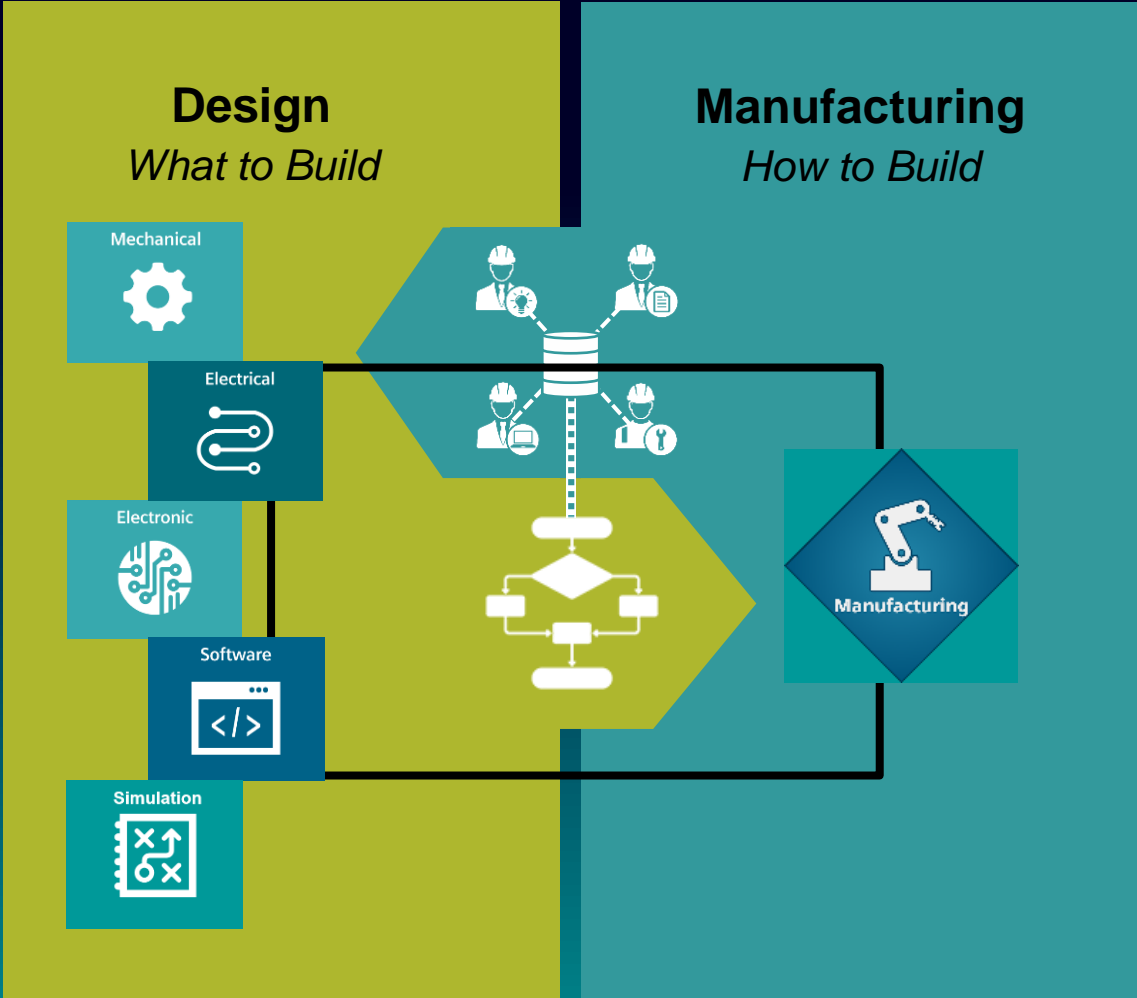 Design
What to Build
Manufacturing
How to Build
Mechanical
Electrical
Electronic
Software
</>
Simulation
Manufacturing